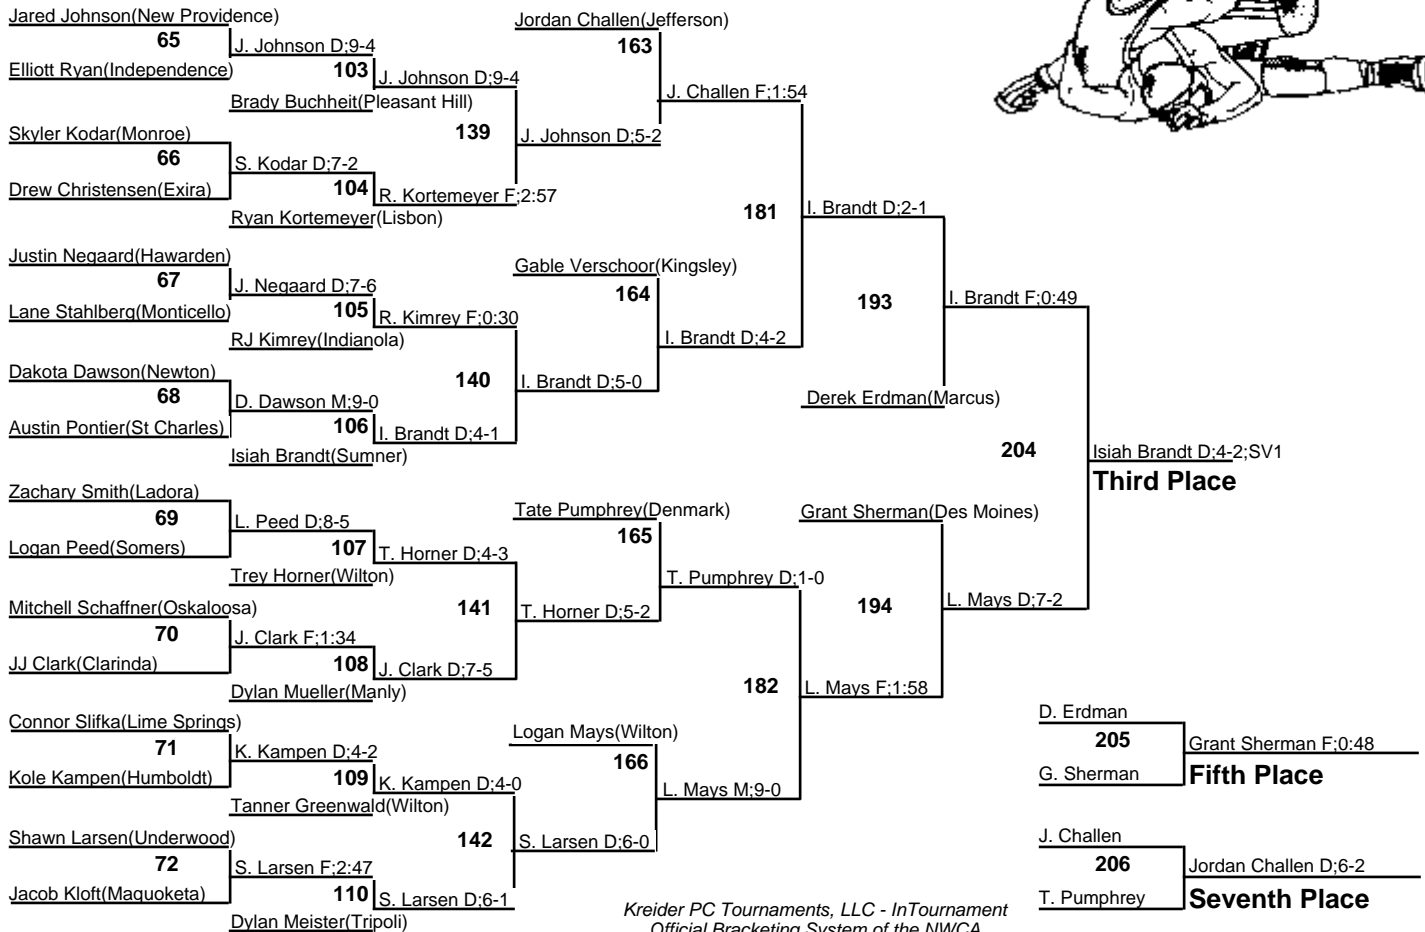 Jared Johnson(New Providence)
65
J. Johnson D;9-4
Elliott Ryan(Independence)
103
J. Johnson D;9-4
Brady Buchheit(Pleasant Hill)
139
J. Johnson D;5-2
Skyler Kodar(Monroe)
66
S. Kodar D;7-2
Drew Christensen(Exira)
104
R. Kortemeyer F;2:57
Ryan Kortemeyer(Lisbon)
Jordan Challen(Jefferson)
163
J. Challen F;1:54
181
I. Brandt D;2-1
Justin Negaard(Hawarden)
67
J. Negaard D;7-6
Lane Stahlberg(Monticello)
105
R. Kimrey F;0:30
RJ Kimrey(Indianola)
140
I. Brandt D;5-0
Dakota Dawson(Newton)
68
D. Dawson M;9-0
Austin Pontier(St Charles)
106
I. Brandt D;4-1
Isiah Brandt(Sumner)
Gable Verschoor(Kingsley)
164
I. Brandt D;4-2
193
I. Brandt F;0:49
Derek Erdman(Marcus)
204
Isiah Brandt D;4-2;SV1
Third Place
Zachary Smith(Ladora)
69
L. Peed D;8-5
Logan Peed(Somers)
107
T. Horner D;4-3
Trey Horner(Wilton)
141
T. Horner D;5-2
Mitchell Schaffner(Oskaloosa)
70
J. Clark F;1:34
JJ Clark(Clarinda)
108
J. Clark D;7-5
Dylan Mueller(Manly)
Tate Pumphrey(Denmark)
165
T. Pumphrey D;1-0
Grant Sherman(Des Moines)
194
L. Mays D;7-2
182
L. Mays F;1:58
Connor Slifka(Lime Springs)
71
K. Kampen D;4-2
Kole Kampen(Humboldt)
109
K. Kampen D;4-0
Tanner Greenwald(Wilton)
142
S. Larsen D;6-0
Shawn Larsen(Underwood)
72
S. Larsen F;2:47
Jacob Kloft(Maquoketa)
110
S. Larsen D;6-1
Dylan Meister(Tripoli)
Logan Mays(Wilton)
166
L. Mays M;9-0
D. Erdman
205
Grant Sherman F;0:48
G. Sherman
Fifth Place
J. Challen
206
Jordan Challen D;6-2
T. Pumphrey
Seventh Place
Kreider PC Tournaments, LLC - InTournament
Official Bracketing System of the NWCA